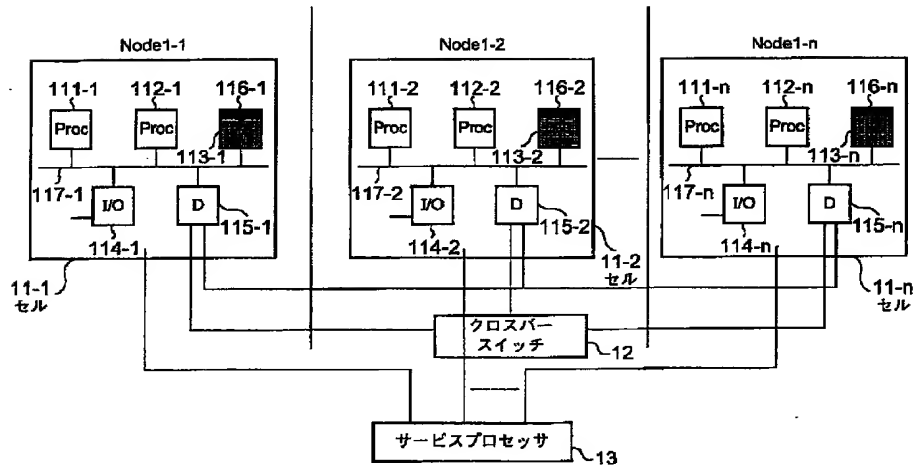 Node1-1
Node1-2
Node1-n
111-1 112-1 116-1
111-2 112-2 116-2
111-n 112-n 116-n
Proc Proc
Proc Proc
Proc Proc
113-1
113-2
113-n
117-1
117-2
117-n
I/O D
I/O D
I/O D
114-1 115-1
114-2 115-2
114-n 115-n
11-1
セル
11-2
セル
11-n
セル
クロスバー
スイッチ
12
サービスプロセッサ
13